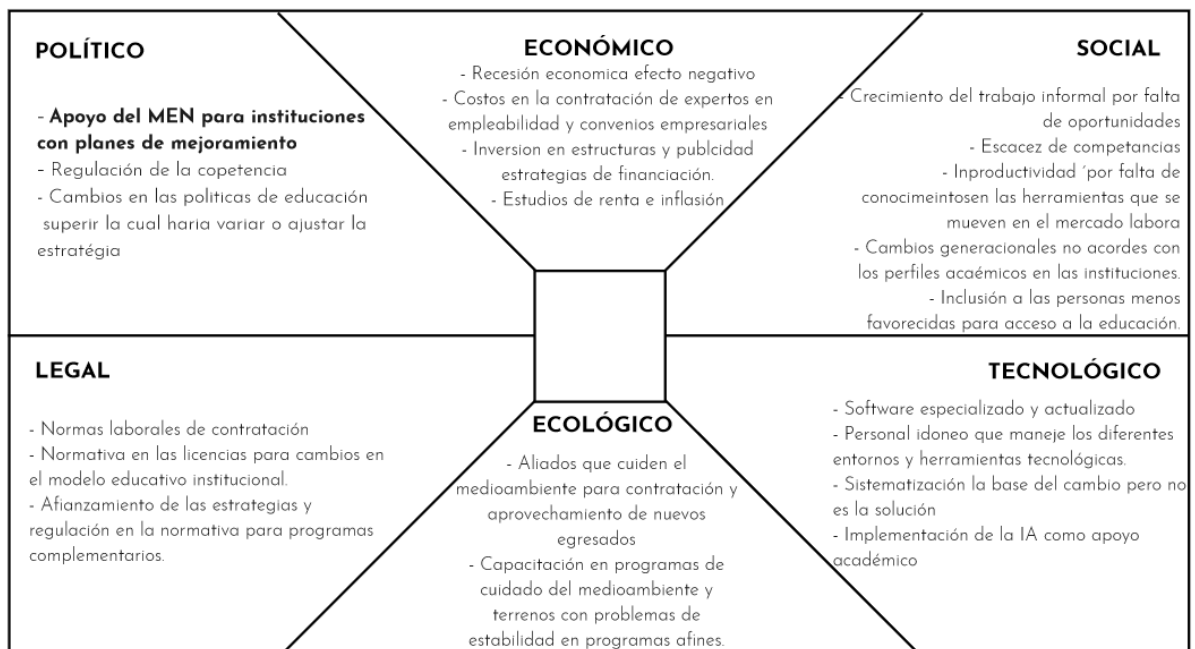 POLÍTICO
- Apoyo del MEN para instituciones
con planes de mejoramiento
- Regulación de la copetencia
- Cambios en las politicas de educación
superir la cual haria variar o ajustar la
estratégia
ECONÓMICO
- Recesión economica efecto negativo
- Costos en la contratación de expertos en
empleabilidad y convenios empresariales
- Inversion en estructuras y publcidad
estrategias de financiación.
- Estudios de renta e inflasión
SOCIAL
- Crecimiento del trabajo informal por falta
de oportunidades
- Escacez de competancias
- Inproductividad ´por falta de
conocimeintosen las herramientas que se
mueven en el mercado labora
- Cambios generacionales no acordes con
los perfiles acaémicos en las instituciones.
- Inclusión a las personas menos
favorecidas para acceso a la educación.
LEGAL
- Normas laborales de contratación
- Normativa en las licencias para cambios en
el modelo educativo institucional.
- Afianzamiento de las estrategias y
regulación en la normativa para programas
complementarios.
ECOLÓGICO
- Aliados que cuiden el
medioambiente para contratación y
aprovechamiento de nuevos
egresados
- Capacitación en programas de
cuidado del medioambiente y
terrenos con problemas de
estabilidad en programas afines.
TECNOLÓGICO
- Software especializado y actualizado
- Personal idoneo que maneje los diferentes
entornos y herramientas tecnológicas.
- Sistematización la base del cambio pero no
es la solución
- Implementación de la IA como apoyo
académico